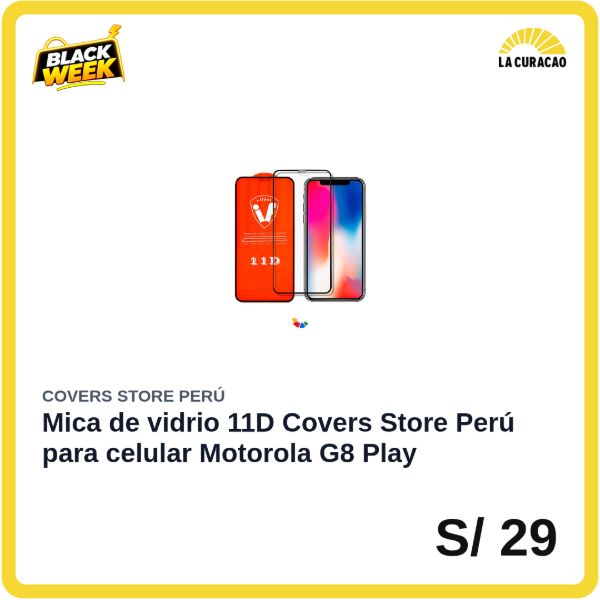 BLACK
WEEK
LA CURACAO
11D
COVERS STORE PERÚ
Mica de vidrio 11D Covers Store Perú
para celular Motorola G8 Play
S/ 29